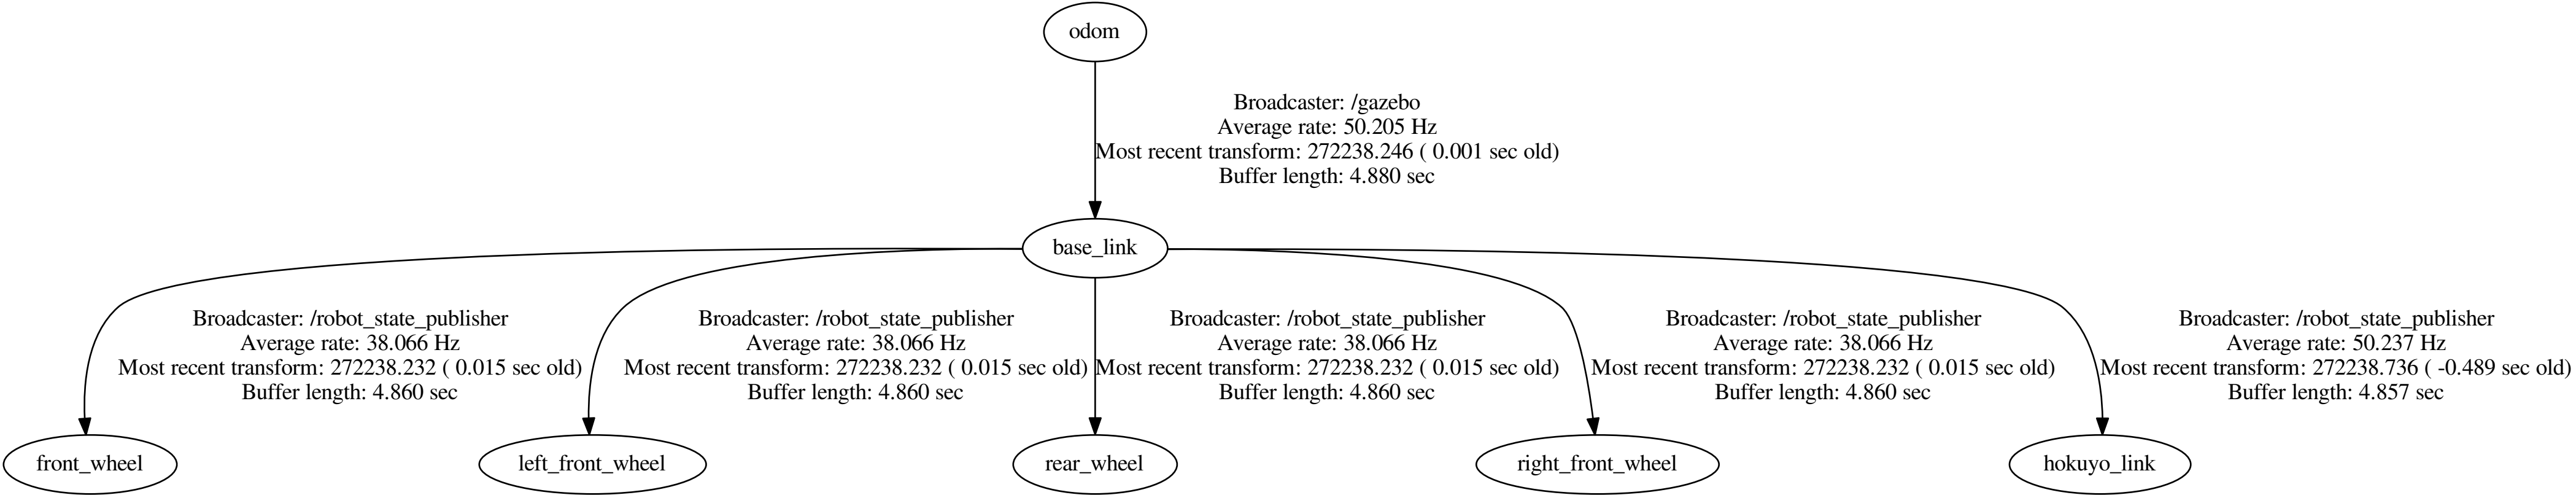 odom
Broadcaster: /gazebo
Average rate: 50.205 Hz
Most recent transform: 272238.246 ( 0.001 sec old)
Buffer length: 4.880 sec
base_link
Broadcaster: /robot_state_publisher
Average rate: 38.066 Hz
Most recent transform: 272238.232 ( 0.015 sec old)
Buffer length: 4.860 sec
Broadcaster: /robot_state_publisher
Average rate: 38.066 Hz
Most recent transform: 272238.232 ( 0.015 sec old)
Buffer length: 4.860 sec
Broadcaster: /robot_state_publisher
Average rate: 38.066 Hz
Most recent transform: 272238.232 ( 0.015 sec old)
Buffer length: 4.860 sec
Broadcaster: /robot_state_publisher
Average rate: 38.066 Hz
Most recent transform: 272238.232 ( 0.015 sec old)
Buffer length: 4.860 sec
Broadcaster: /robot_state_publisher
Average rate: 50.237 Hz
Most recent transform: 272238.736 ( -0.489 sec old)
Buffer length: 4.857 sec
front_wheel
left_front_wheel
rear_wheel
right_front_wheel
hokuyo_link